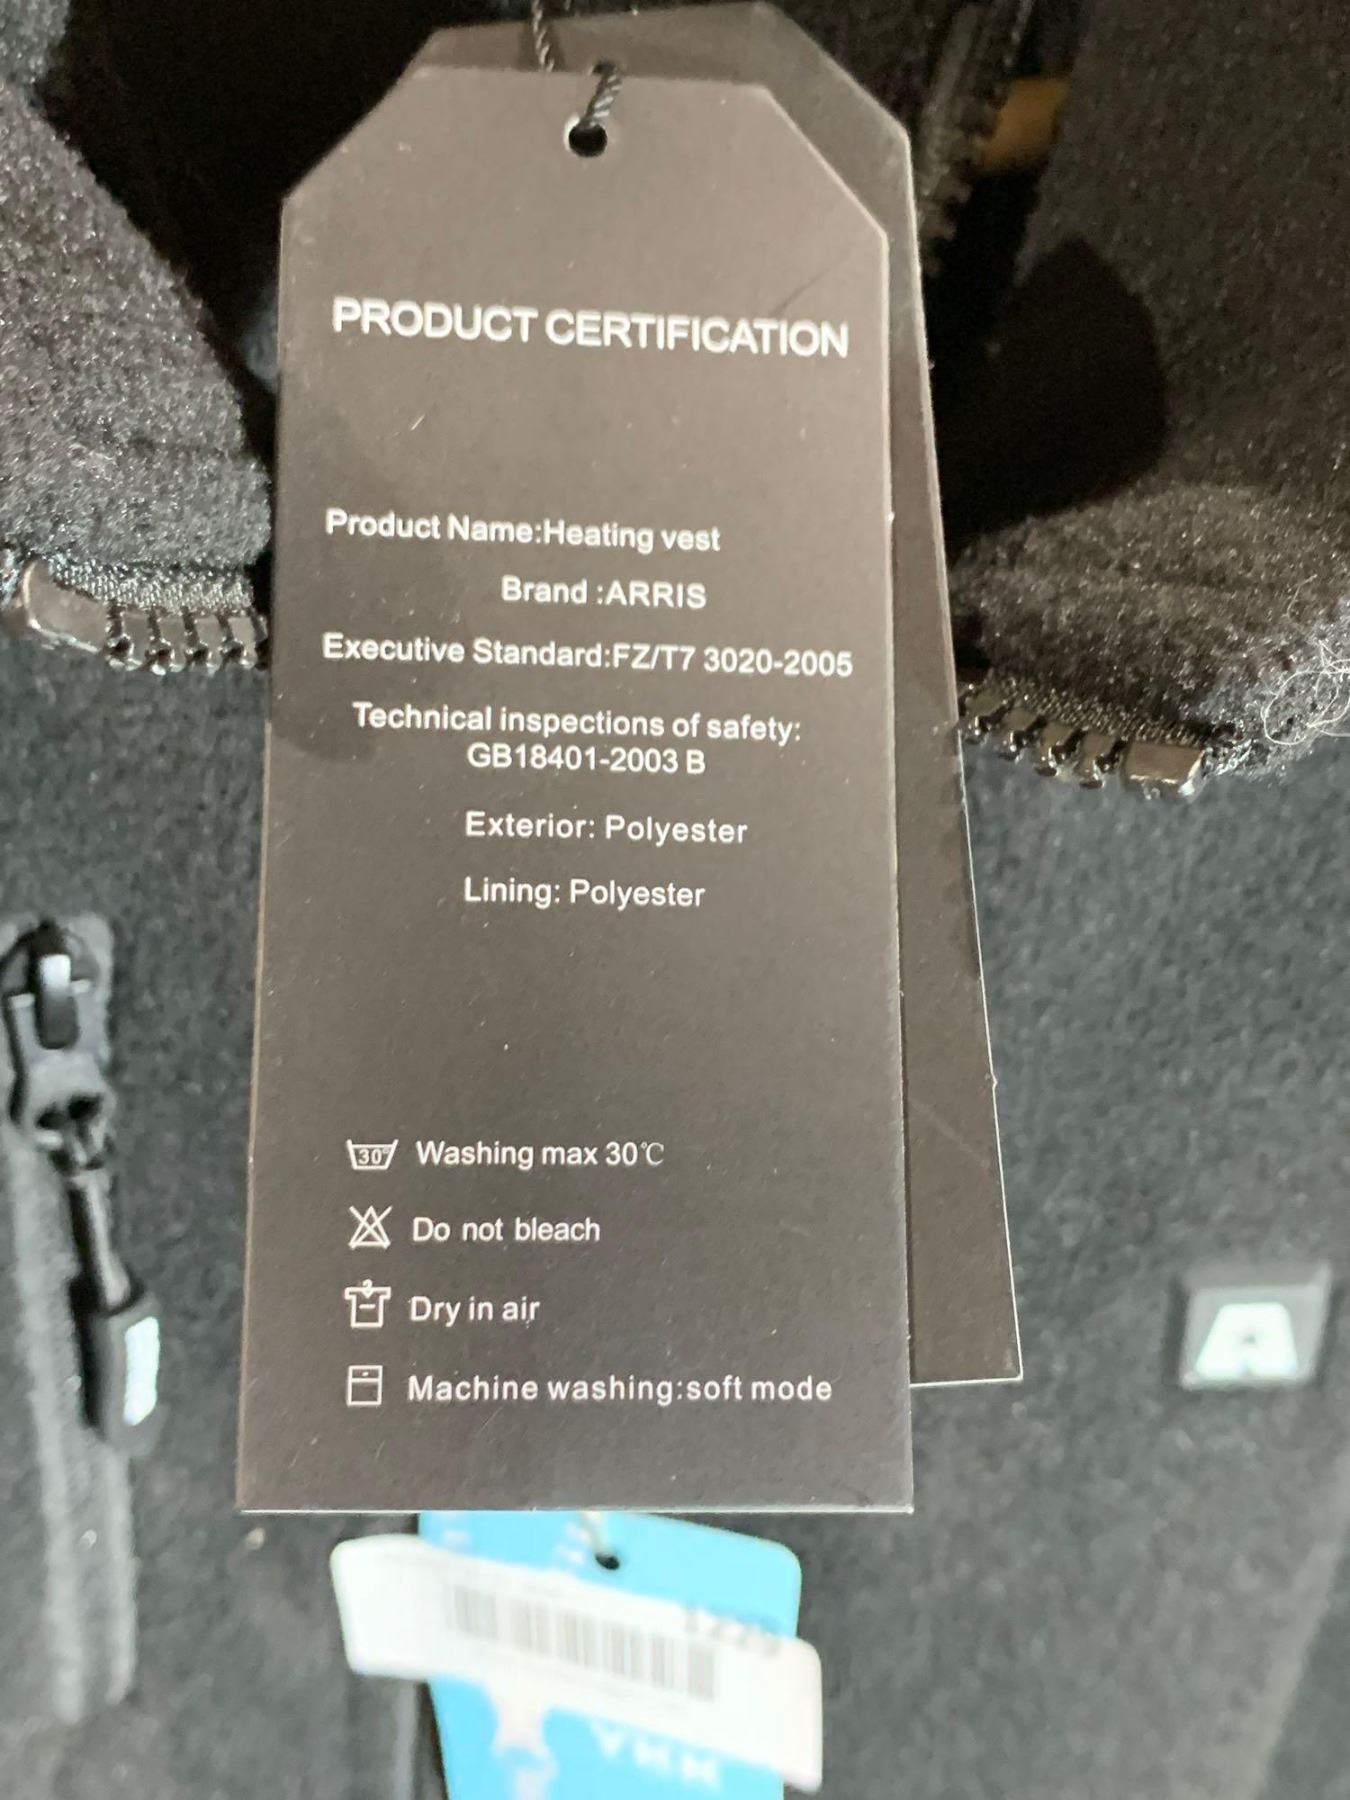 PRODUCT CERTIFICATION
Product Name:Heating vest
Brand :ARRIS
Executive Standard:FZ/T7 3020-2005
Technical inspections of safety:
GB18401-2003 B
Exterior: Polyester
Lining: Polyester
30° Washing max 30℃
Do not bleach
Dry in air
Machine washing:soft mode
A
YKK